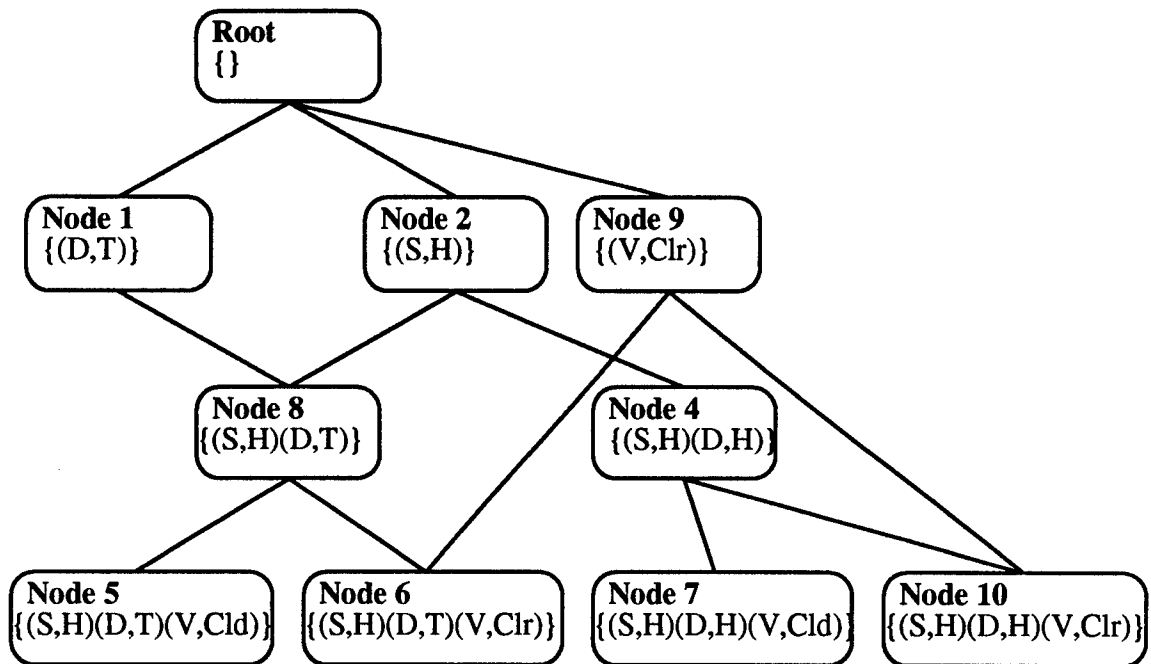 Root
{}
Node 1
{(D,T)}
Node 2
{(S,H)}
Node 9
{(V,Clr)}
Node 8
{(S,H)(D,T)}
Node 4
{(S,H)(D,H)}
Node 5
{(S,H)(D,T)(V,Cld)}
Node 6
{(S,H)(D,T)(V,Clr)}
Node 7
{(S,H)(D,H)(V,Cld)}
Node 10
{(S,H)(D,H)(V,Clr)}